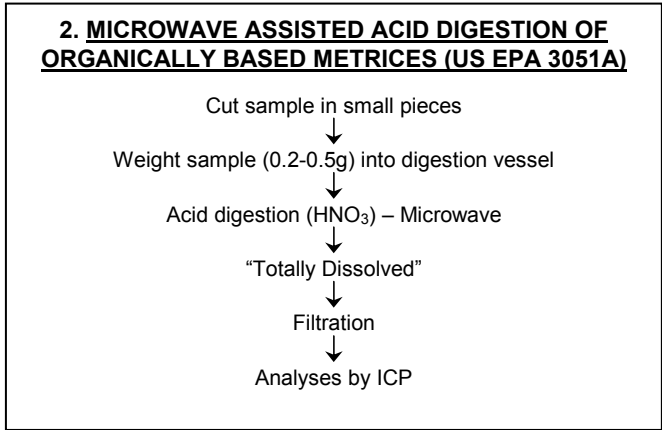 2. MICROWAVE ASSISTED ACID DIGESTION OF
ORGANICALLY BASED METRICES (US EPA 3051A)
Cut sample in small pieces
Weight sample (0.2-0.5g) into digestion vessel
Acid digestion (HNO₃) – Microwave
“Totally Dissolved”
Filtration
Analyses by ICP